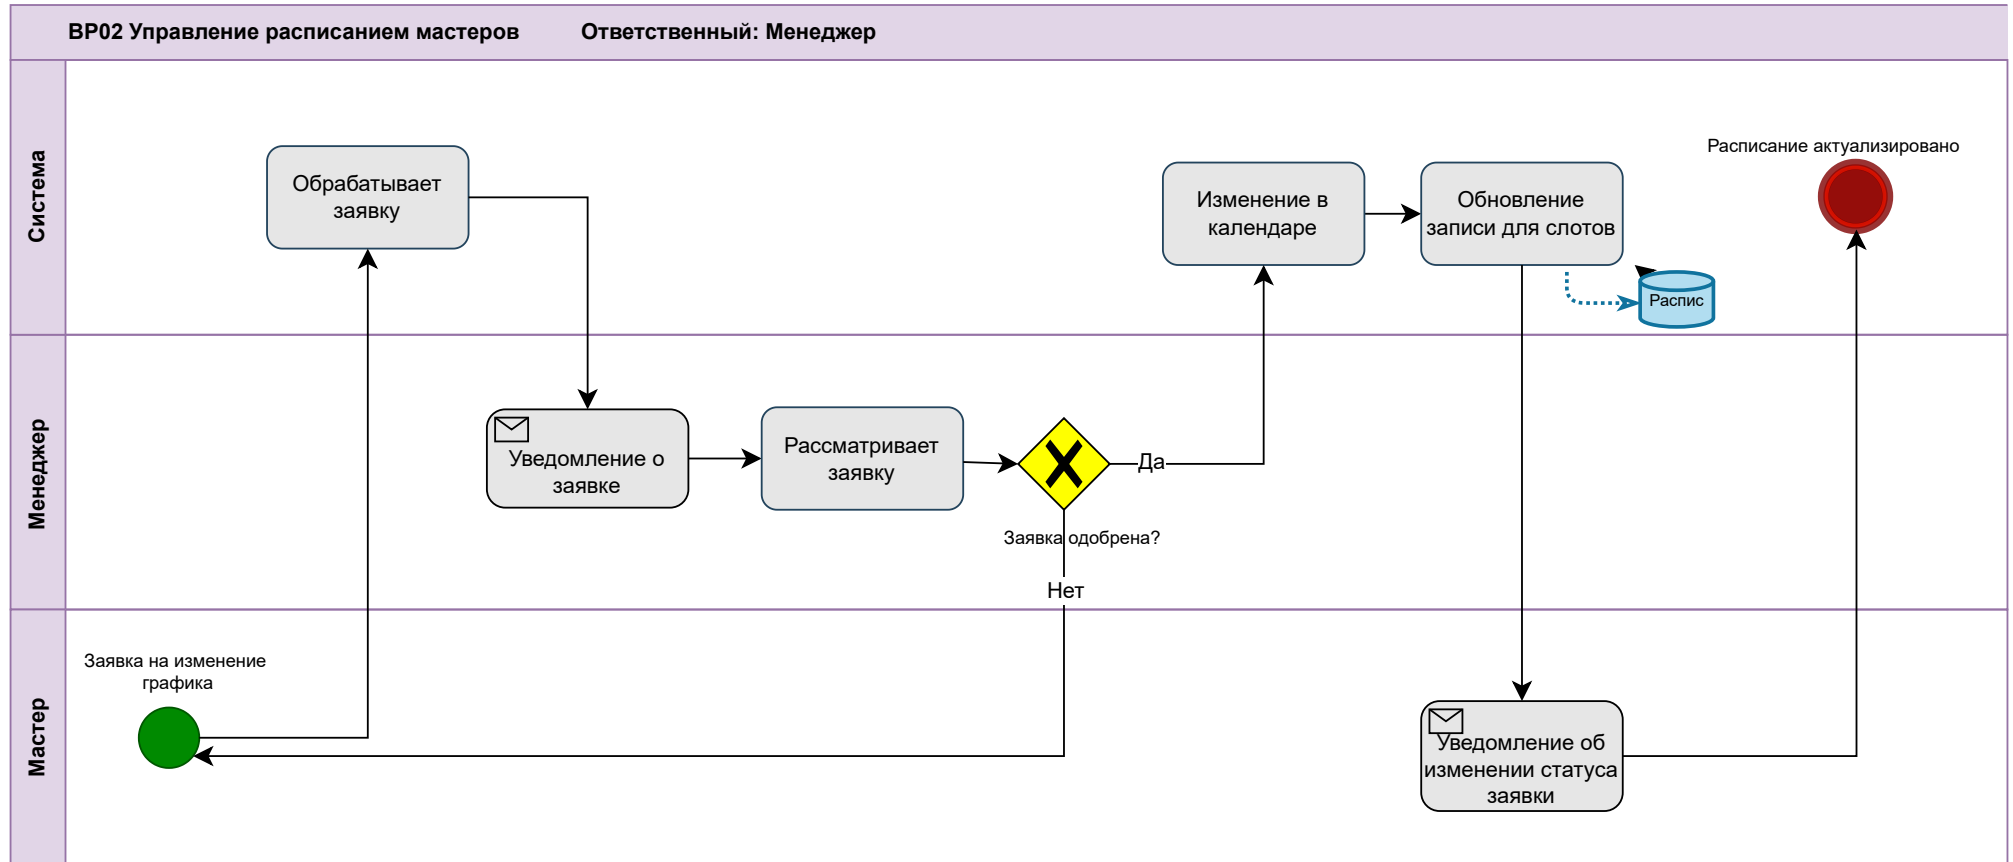 BP02 Управление расписанием мастеров Ответственный: Менеджер
Система
Обрабатывает
заявку
Изменение в
календаре
Обновление
записи для слотов
Расписание актуализировано
Распис
Менеджер
Уведомление о
заявке
Рассматривает
заявку
Да
Заявка одобрена?
Нет
Мастер
Заявка на изменение
графика
Уведомление об
изменении статуса
заявки